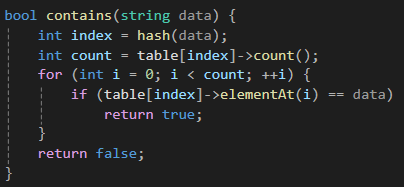 bool contains(string data) {
    int index = hash(data);
    int count = table[index]->count();
    for (int i = 0; i < count; ++i) {
        if (table[index]->elementAt(i) == data)
            return true;
    }
    return false;
}